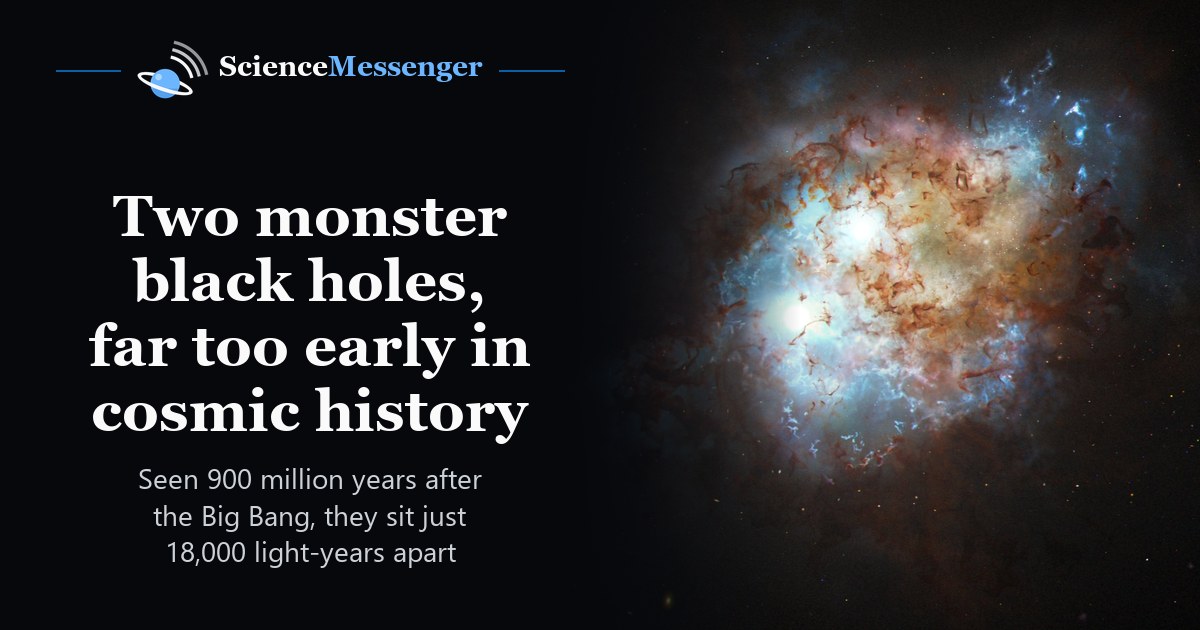 ScienceMessenger
Two monster
black holes,
far too early in
cosmic history
Seen 900 million years after
the Big Bang, they sit just
18,000 light-years apart